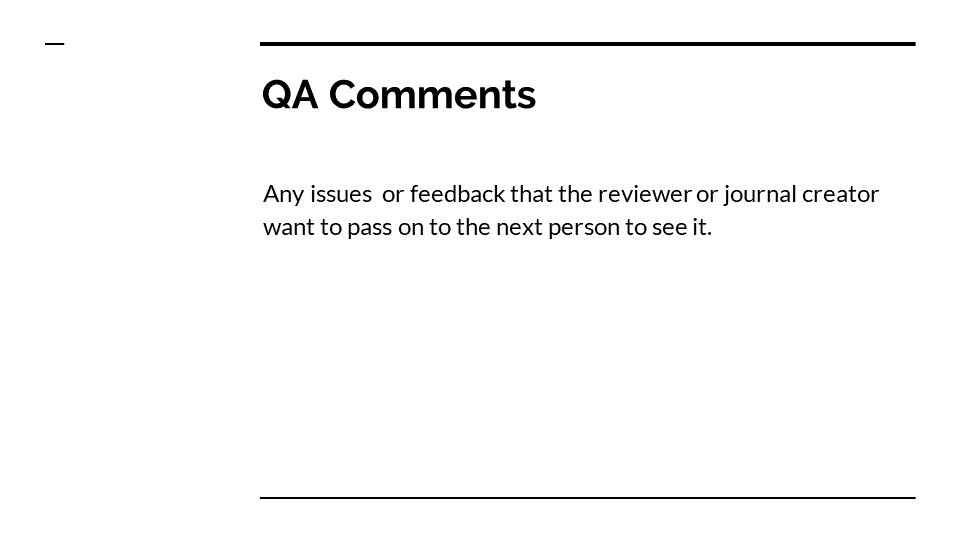 QA Comments
Any issues  or feedback that the reviewer or journal creator
want to pass on to the next person to see it.